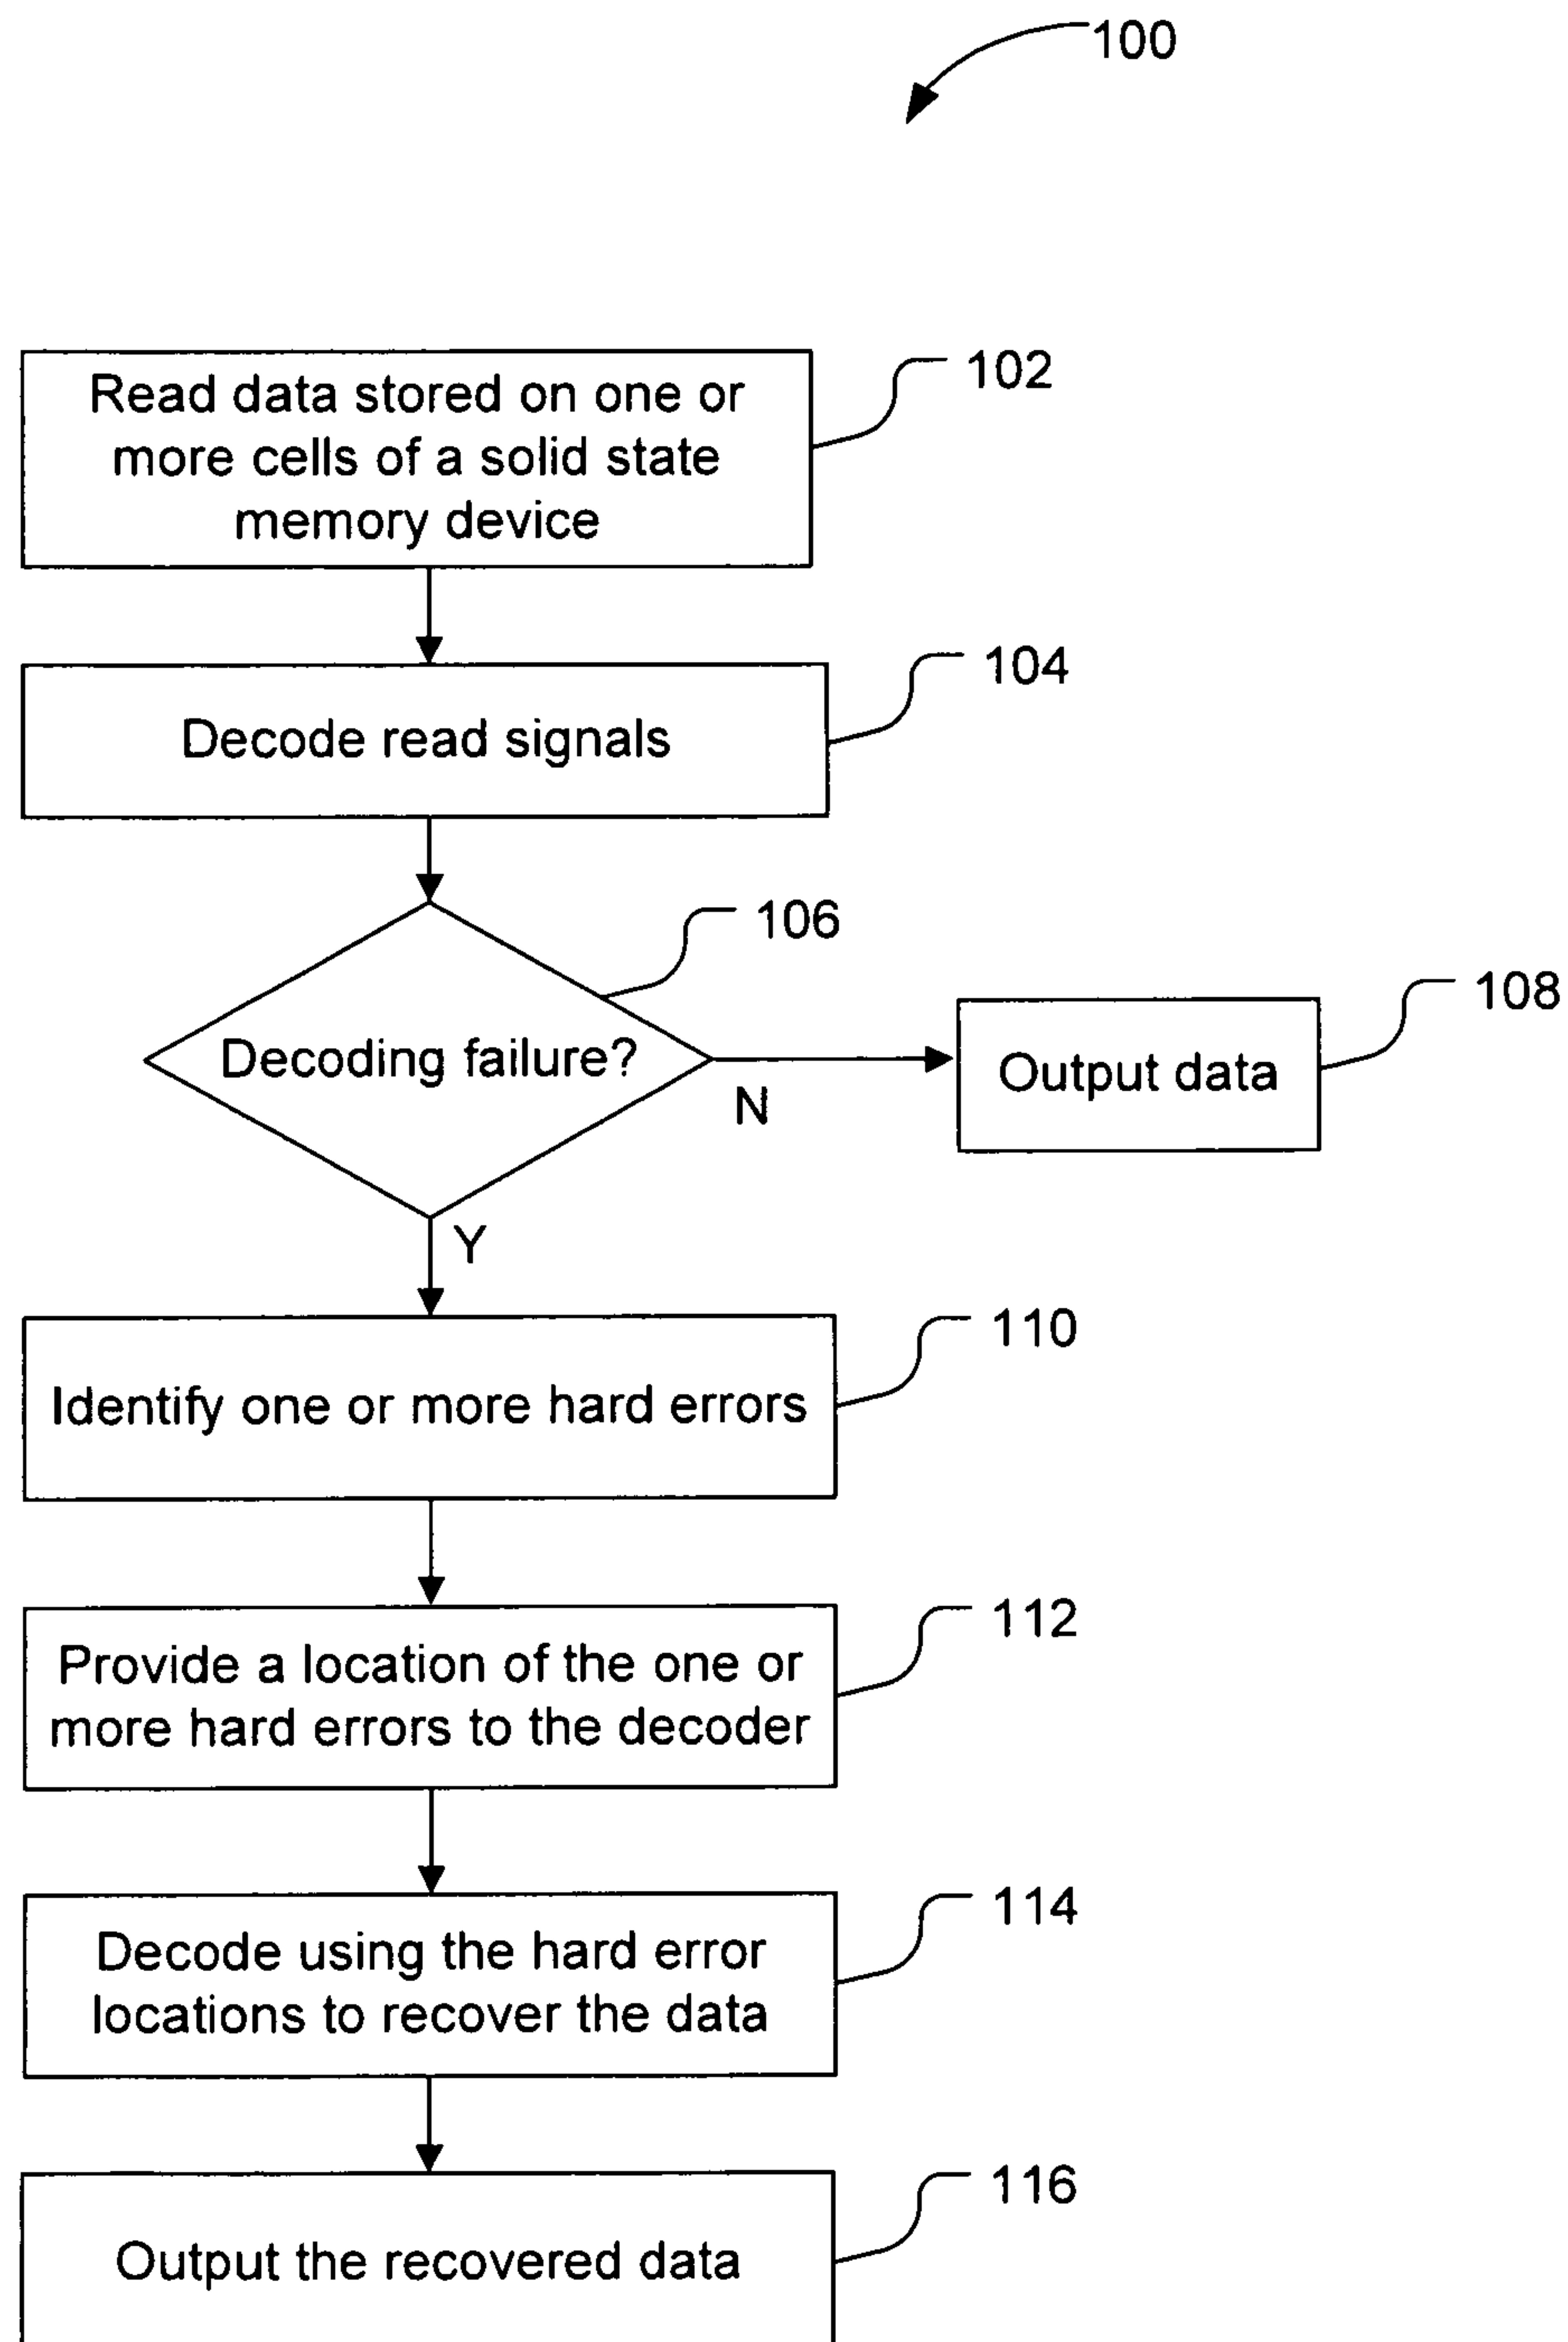 100
Read data stored on one or
more cells of a solid state
memory device
102
Decode read signals
104
Decoding failure?
106
N
Output data
108
Y
Identify one or more hard errors
110
Provide a location of the one or
more hard errors to the decoder
112
Decode using the hard error
locations to recover the data
114
Output the recovered data
116